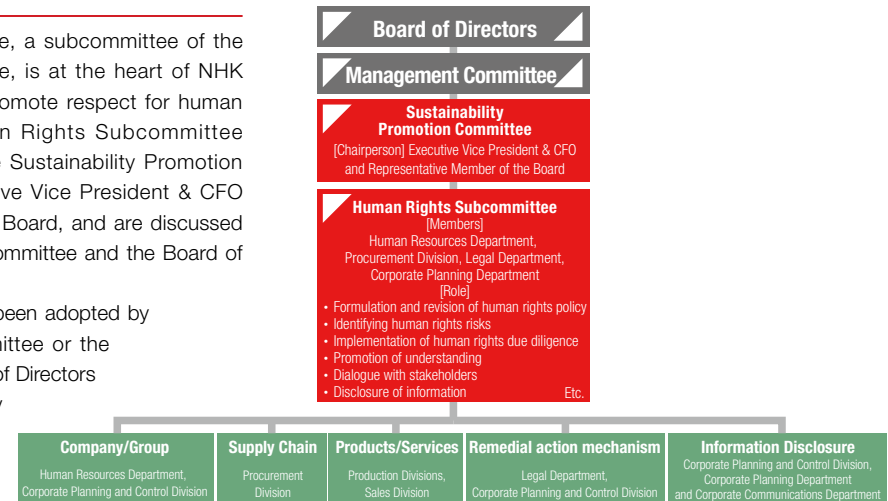 e, a subcommittee of the
e, is at the heart of NHK
omote respect for human
n Rights Subcommittee
Sustainability Promotion
ve Vice President & CFO
Board, and are discussed
ommittee and the Board of
been adopted by
ittee or the
of Directors
Board of Directors
Management Committee
Sustainability
Promotion Committee
[Chairperson] Executive Vice President & CFO
and Representative Member of the Board
Human Rights Subcommittee
[Members]
Human Resources Department,
Procurement Division, Legal Department,
Corporate Planning Department
[Role]
• Formulation and revision of human rights policy
• Identifying human rights risks
• Implementation of human rights due diligence
• Promotion of understanding
• Dialogue with stakeholders
• Disclosure of information Etc.
Company/Group
Human Resources Department,
Corporate Planning and Control Division
Supply Chain
Procurement
Division
Products/Services
Production Divisions,
Sales Division
Remedial action mechanism
Legal Department,
Corporate Planning and Control Division
Information Disclosure
Corporate Planning and Control Division,
Corporate Planning Department
and Corporate Communications Department